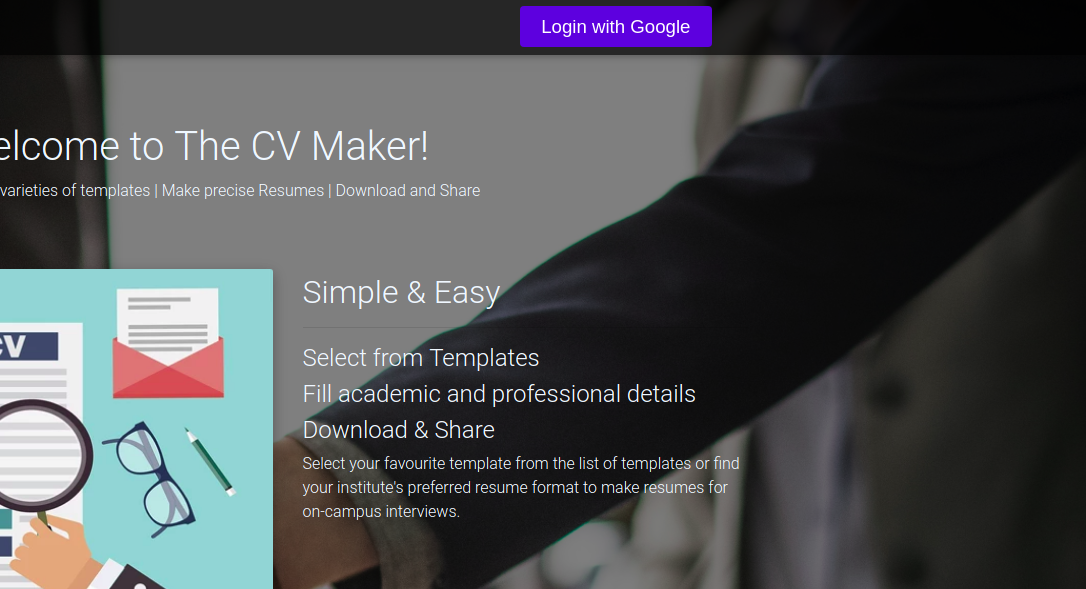 Login with Google
elcome to The CV Maker!
varieties of templates | Make precise Resumes | Download and Share
Simple & Easy
CV
Select from Templates
Fill academic and professional details
Download & Share
Select your favourite template from the list of templates or find
your institute's preferred resume format to make resumes for
on-campus interviews.